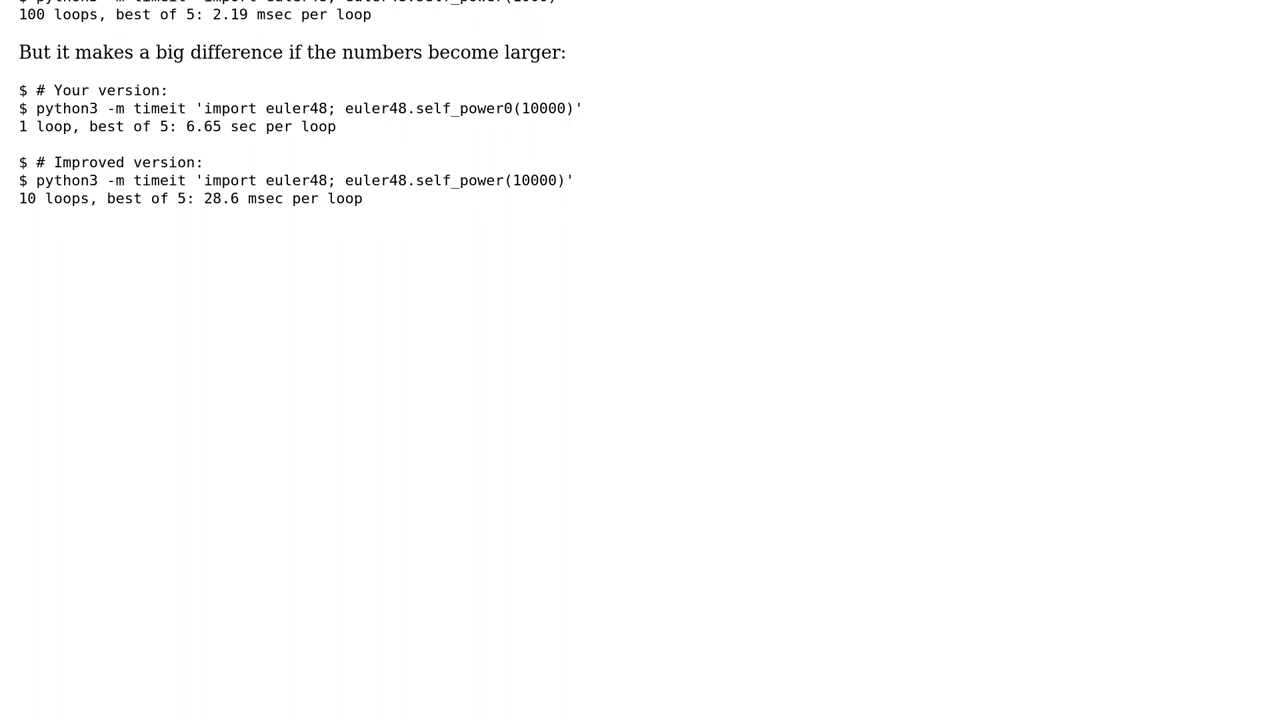 100 loops, best of 5: 2.19 msec per loop
But it makes a big difference if the numbers become larger:
$ # Your version:
$ python3 -m timeit 'import euler48; euler48.self_power0(10000)'
1 loop, best of 5: 6.65 sec per loop
$ # Improved version:
$ python3 -m timeit 'import euler48; euler48.self_power(10000)'
10 loops, best of 5: 28.6 msec per loop